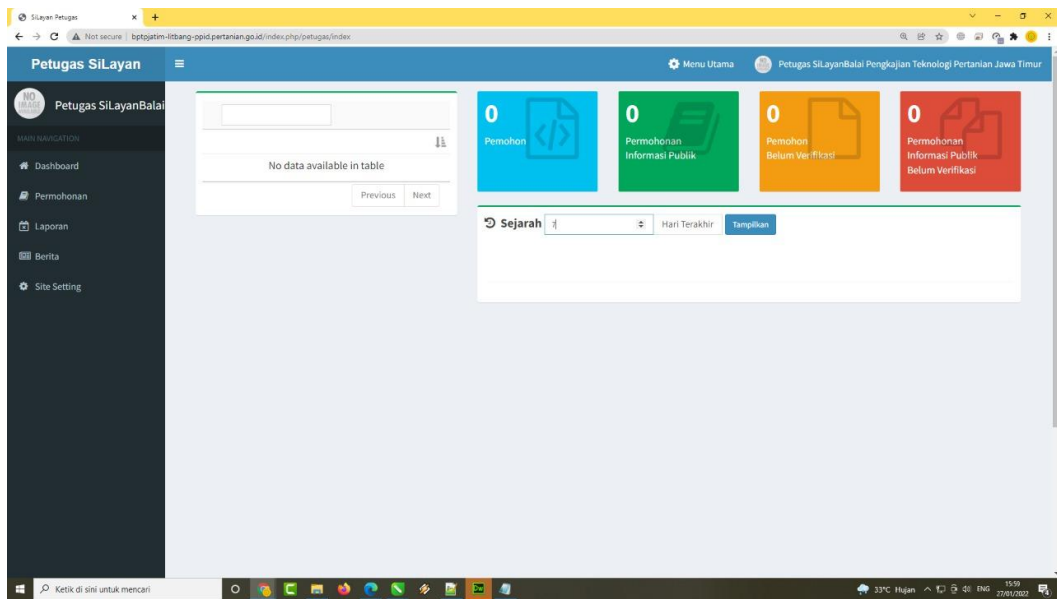 SiLayan Petugas
Not secure | bptpjatim-litbang-ppid.pertanian.go.id/index.php/petugas/index
Petugas SiLayan
Menu Utama
Petugas SiLayanBalai Pengkajian Teknologi Pertanian Jawa Timur
NO IMAGE
Petugas SiLayanBalai
MAIN NAVIGATION
Dashboard
Permohonan
Laporan
Berita
Site Setting
No data available in table
Previous Next
0
Pemohon
0
Permohonan
Informasi Publik
0
Pemohon
Belum Verifikasi
0
Permohonan
Informasi Publik
Belum Verifikasi
Sejarah 7 Hari Terakhir Tampilkan
Ketik di sini untuk mencari
33°C Hujan ENG 15:59
27/01/2022